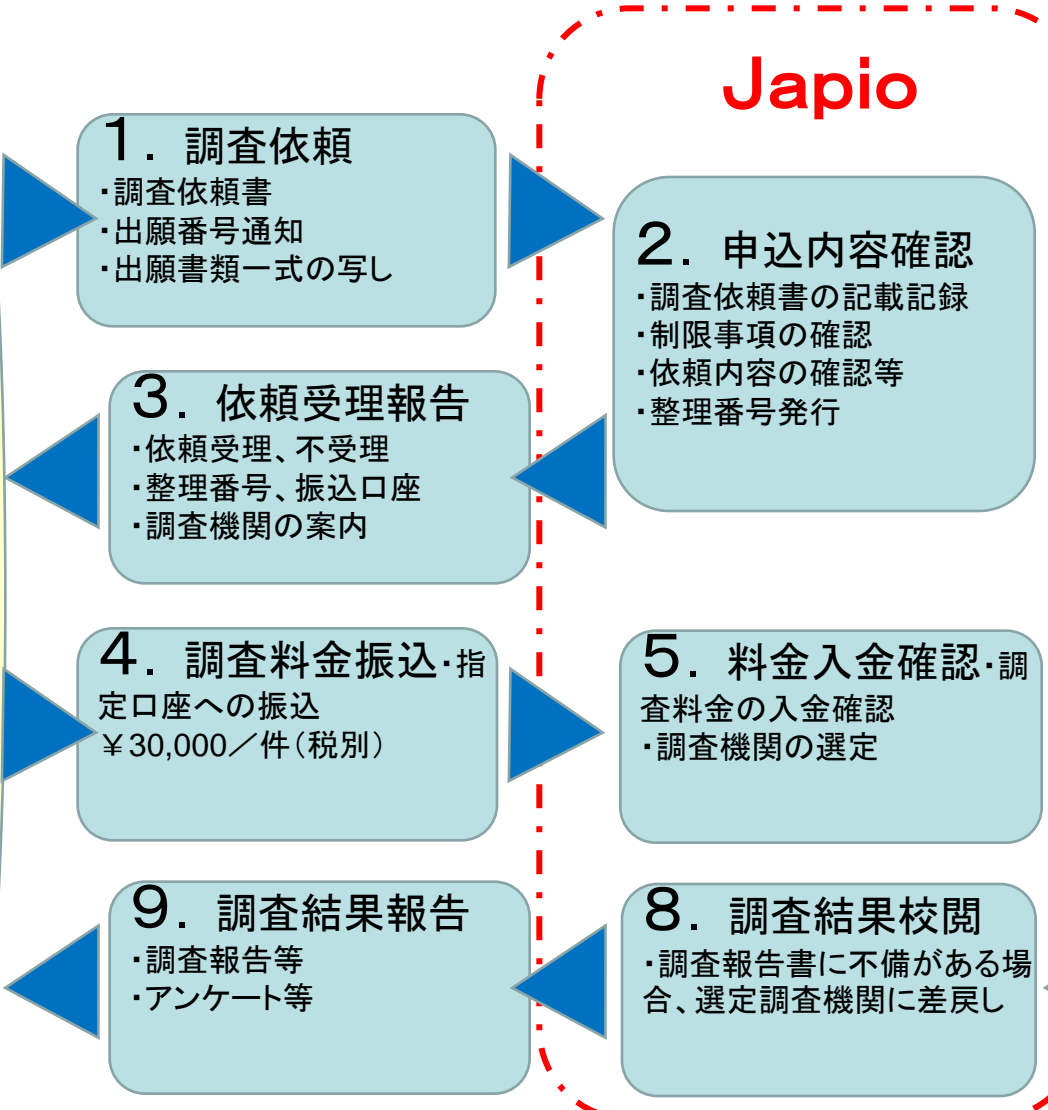 Japio
1. 調査依頼
・調査依頼書
・出願番号通知
・出願書類一式の写し
2. 申込内容確認
・調査依頼書の記載記録
・制限事項の確認
・依頼内容の確認等
・整理番号発行
3. 依頼受理報告
・依頼受理、不受理
・整理番号、振込口座
・調査機関の案内
4. 調査料金振込・指
定口座への振込
￥30,000／件（税別）
5. 料金入金確認・調
査料金の入金確認
・調査機関の選定
9. 調査結果報告
・調査報告等
・アンケート等
8. 調査結果校閲
・調査報告書に不備がある場
合、選定調査機関に差戻し